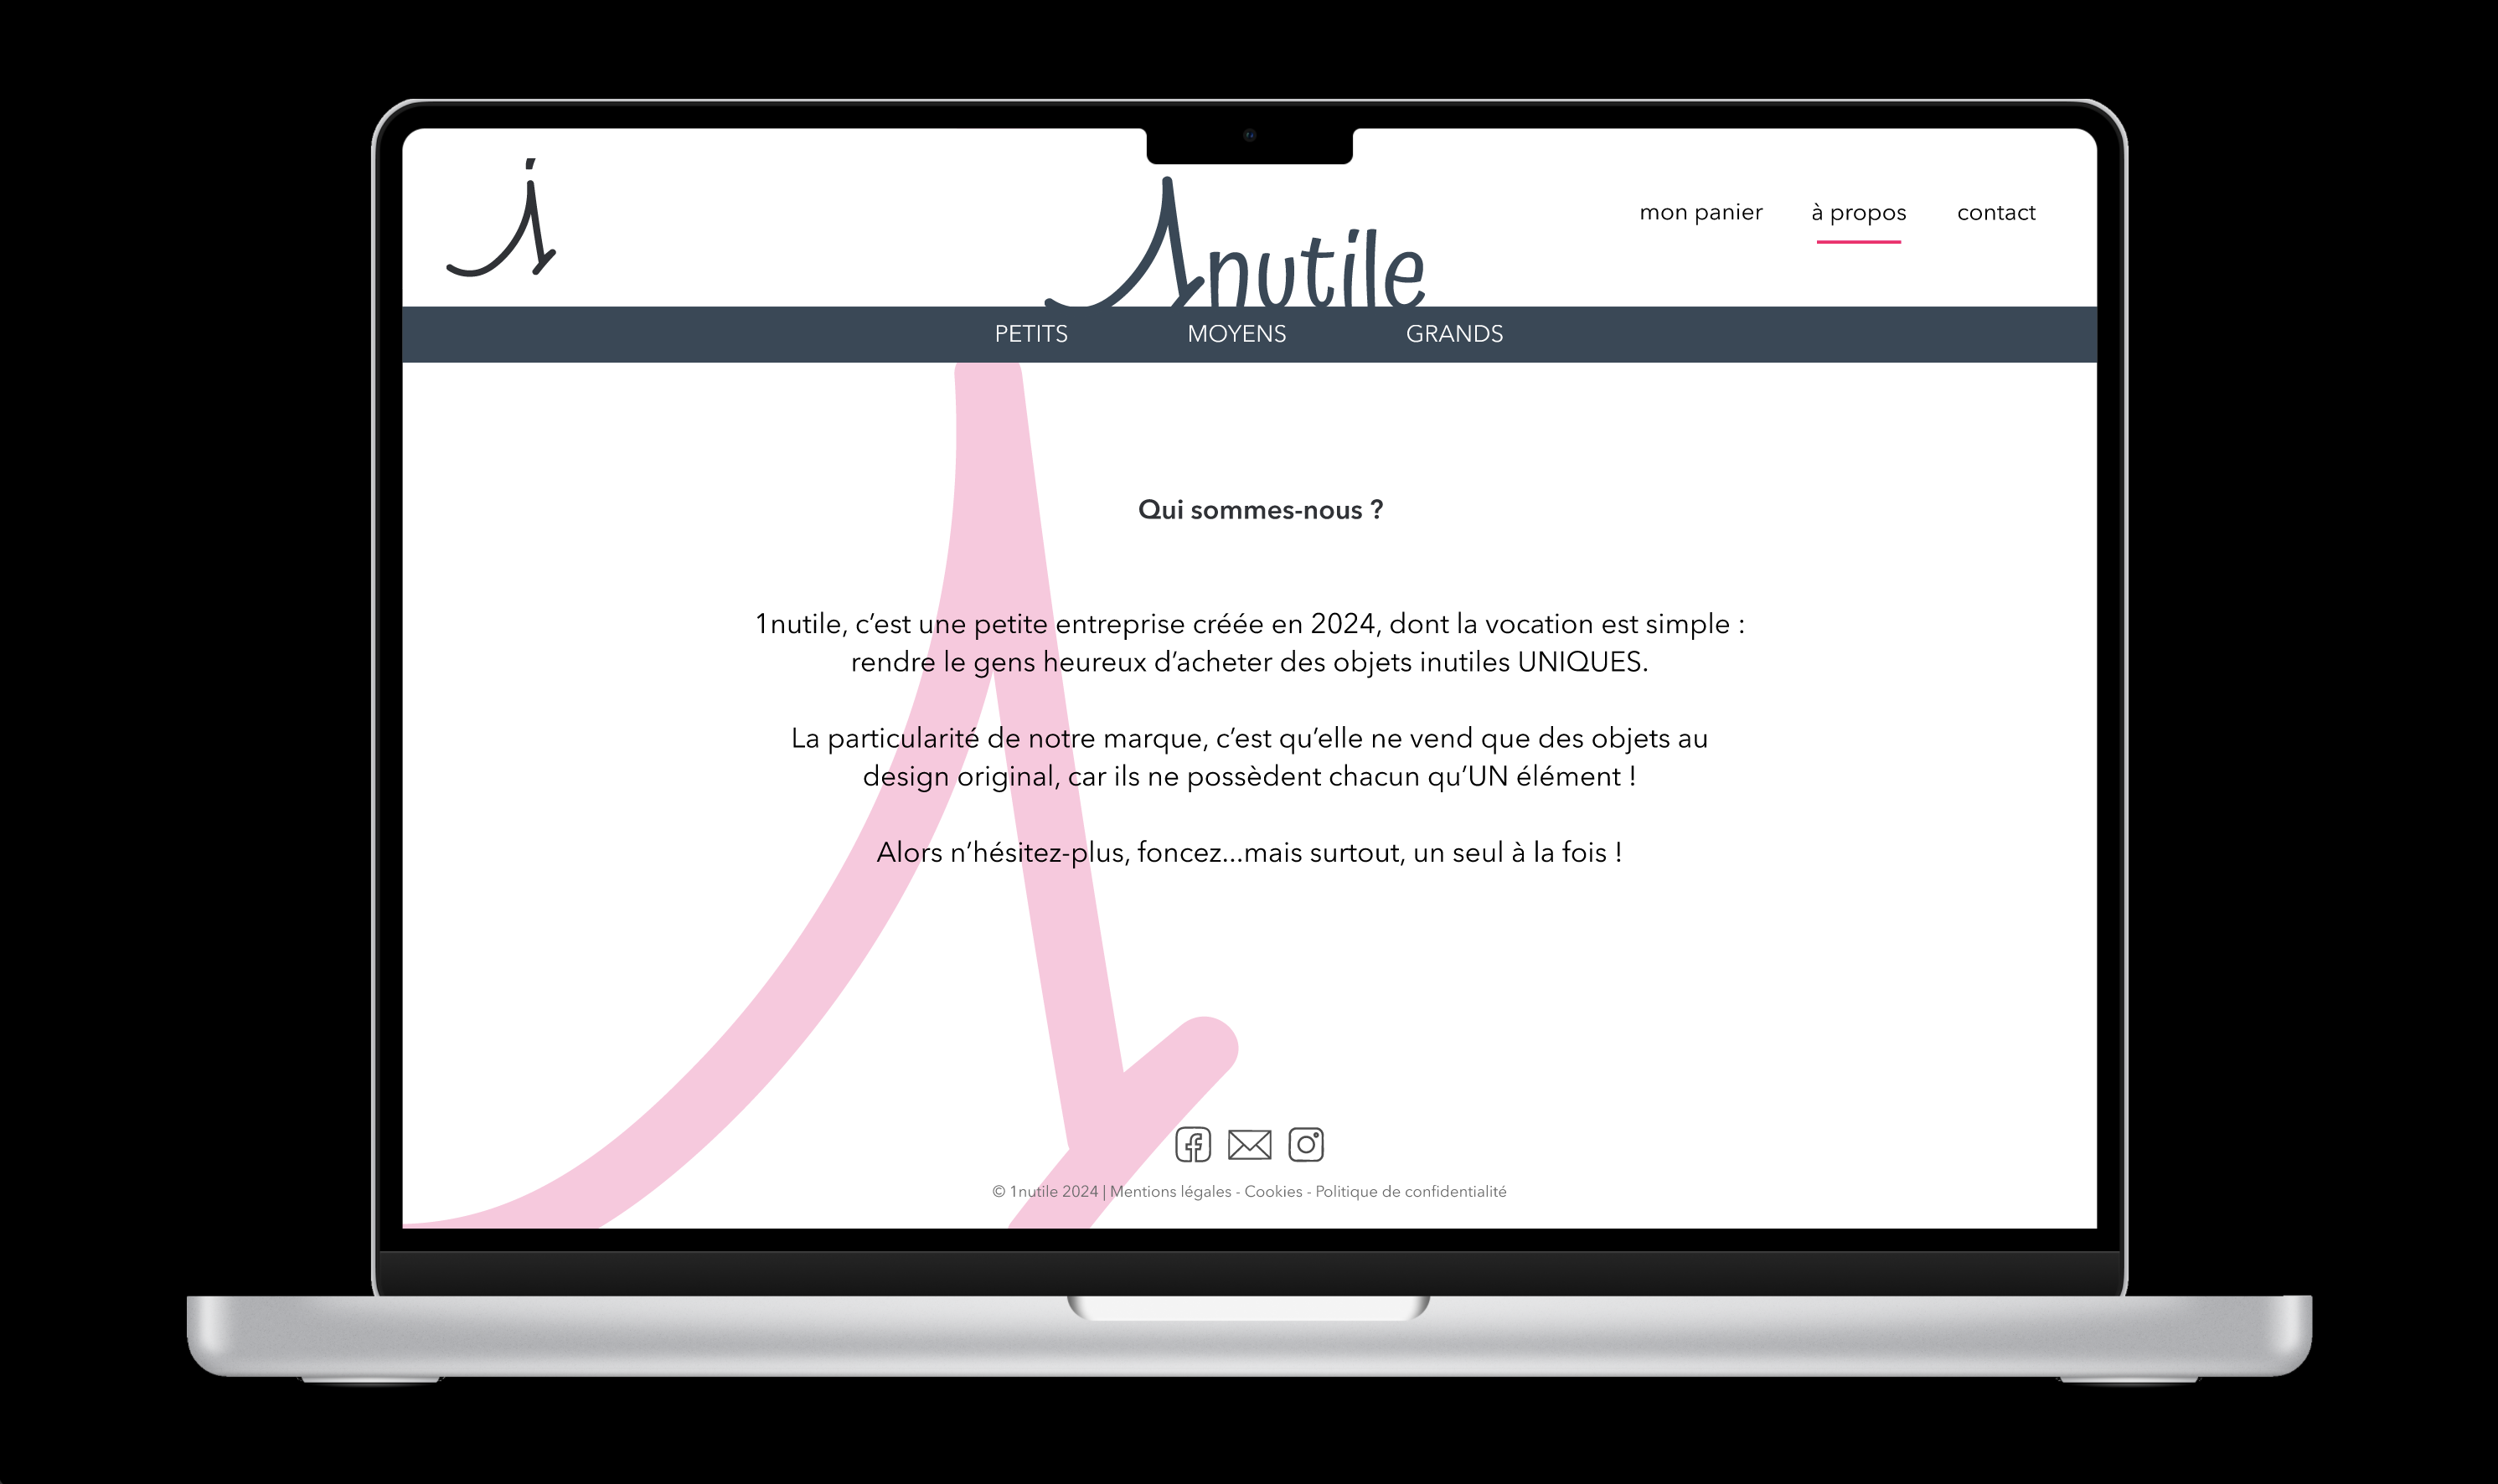 1nutile
mon panier à propos contact
PETITS MOYENS GRANDS
Qui sommes-nous ?
1nutile, c’est une petite entreprise créée en 2024, dont la vocation est simple :
rendre le gens heureux d’acheter des objets inutiles UNIQUES.
La particularité de notre marque, c’est qu’elle ne vend que des objets au
design original, car ils ne possèdent chacun qu’UN élément !
Alors n’hésitez-plus, foncez...mais surtout, un seul à la fois !
© 1nutile 2024 | Mentions légales - Cookies - Politique de confidentialité